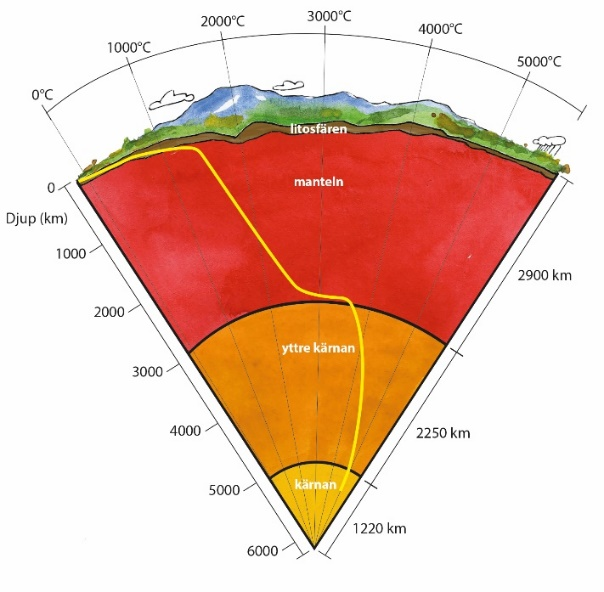 0°C
1000°C
2000°C
3000°C
4000°C
5000°C
litosfären
manteln
yttre kärnan
kärnan
Djup (km)
0
1000
2000
3000
4000
5000
6000
2900 km
2250 km
1220 km